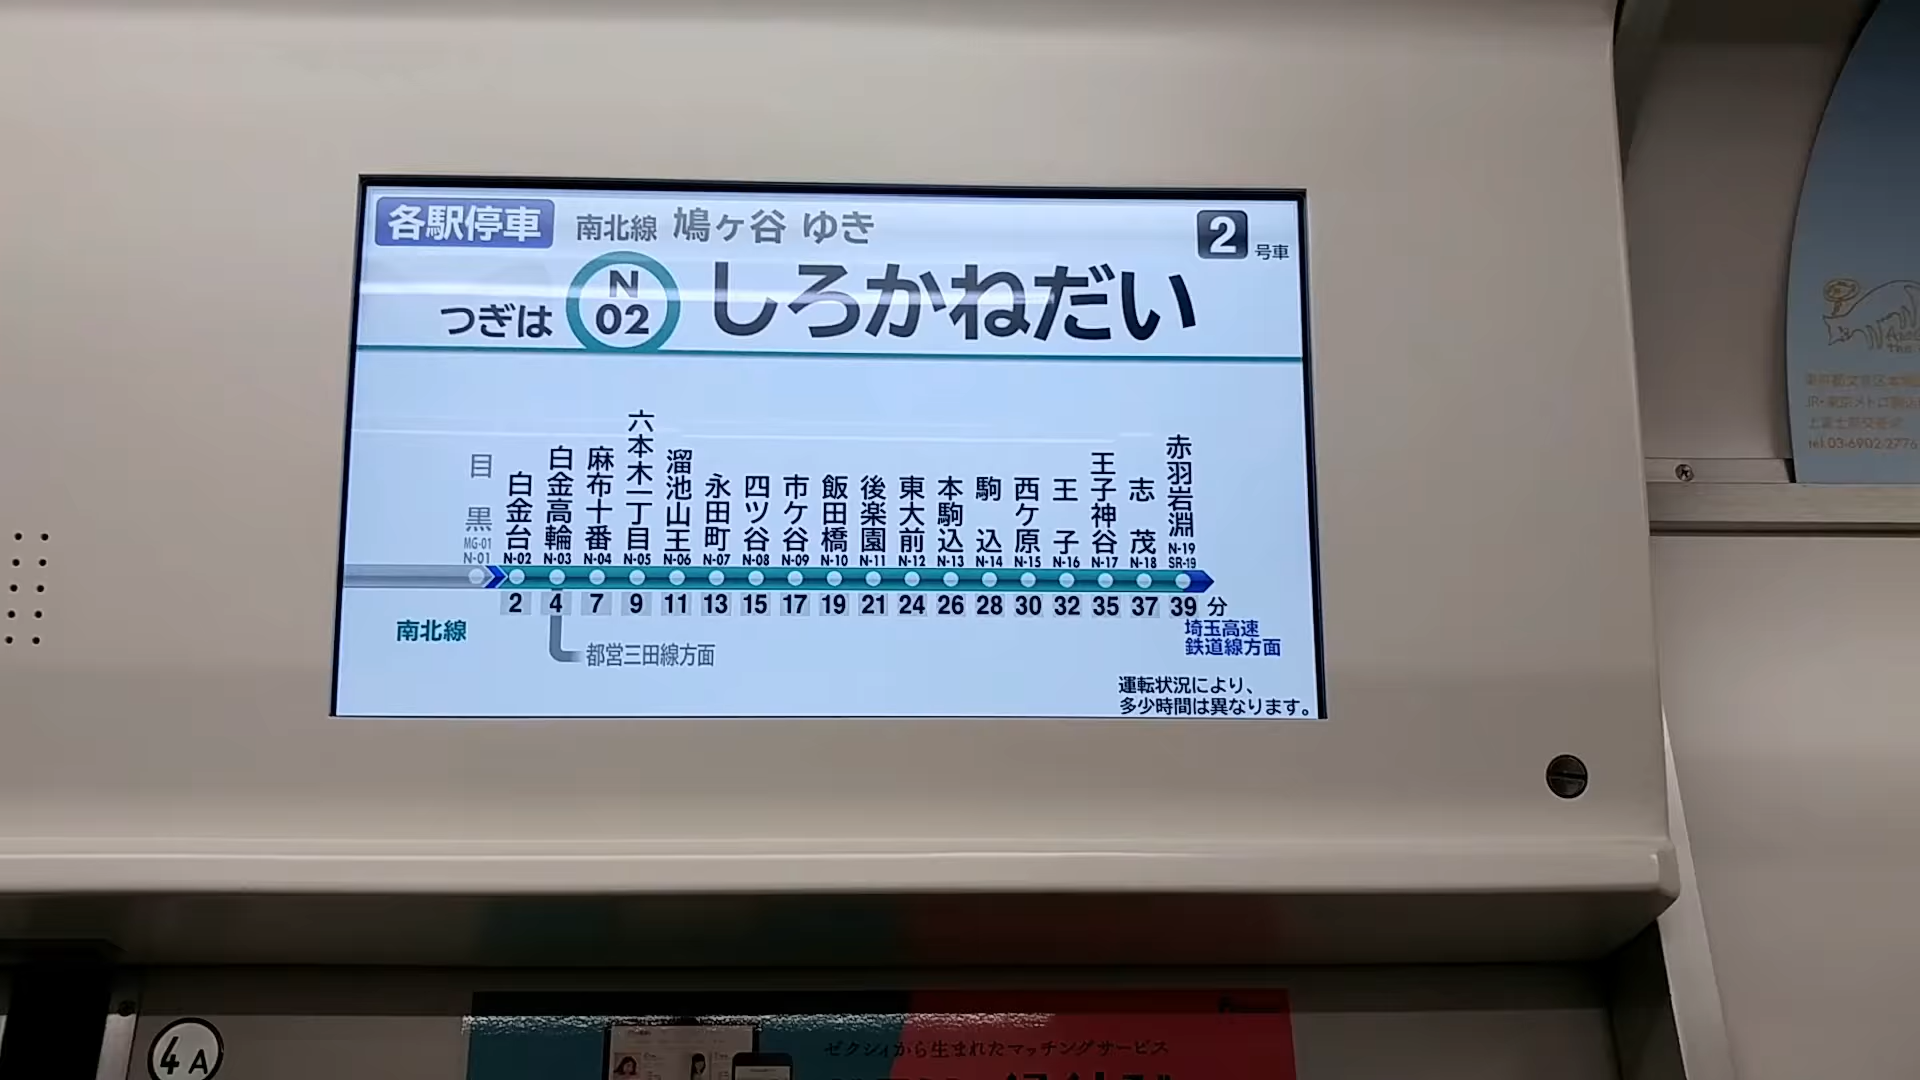 各駅停車 南北線 鳩ヶ谷 ゆき
2 号車
つぎは N 02 しろかねだい
目黒 白金台 白金高輪 麻布十番 六本木一丁目 溜池山王 永田町 四ツ谷 市ケ谷 飯田橋 後楽園 東大前 本駒込 駒込 西ケ原 王子 王子神谷 志茂 赤羽岩淵
MG-01 N-01 N-02 N-03 N-04 N-05 N-06 N-07 N-08 N-09 N-10 N-11 N-12 N-13 N-14 N-15 N-16 N-17 N-18 N-19 SR-19
2 4 7 9 11 13 15 17 19 21 24 26 28 30 32 35 37 39 分
南北線
都営三田線方面
埼玉高速
鉄道線方面
運転状況により、
多少時間は異なります。
tel.03-6902-2776
4A
ゼクシィから生まれたマッチングサービス